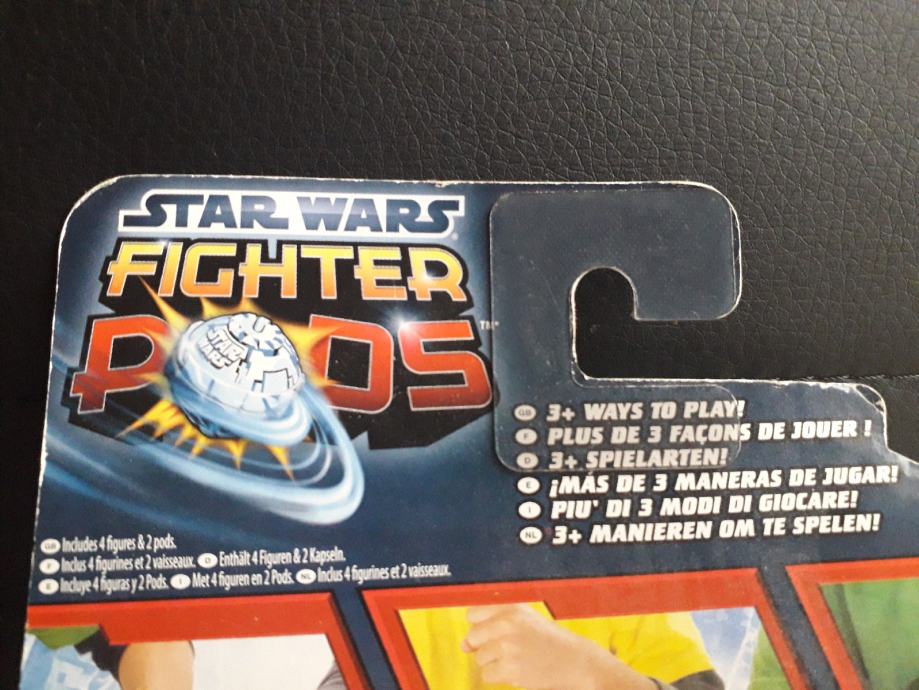 STAR WARS®
FIGHTER
PODS™
STAR
WARS
GB 3+ WAYS TO PLAY!
F PLUS DE 3 FAÇONS DE JOUER !
D 3+ SPIELARTEN!
E ¡MÁS DE 3 MANERAS DE JUGAR!
I PIU' DI 3 MODI DI GIOCARE!
NL 3+ MANIEREN OM TE SPELEN!
GB Includes 4 figures & 2 pods.
F Inclus 4 figurines et 2 vaisseaux. D Enthält 4 Figuren & 2 Kapseln.
E Incluye 4 figuras y 2 Pods. I Met 4 figuren en 2 Pods. NL Inclus 4 figurines et 2 vaisseaux.